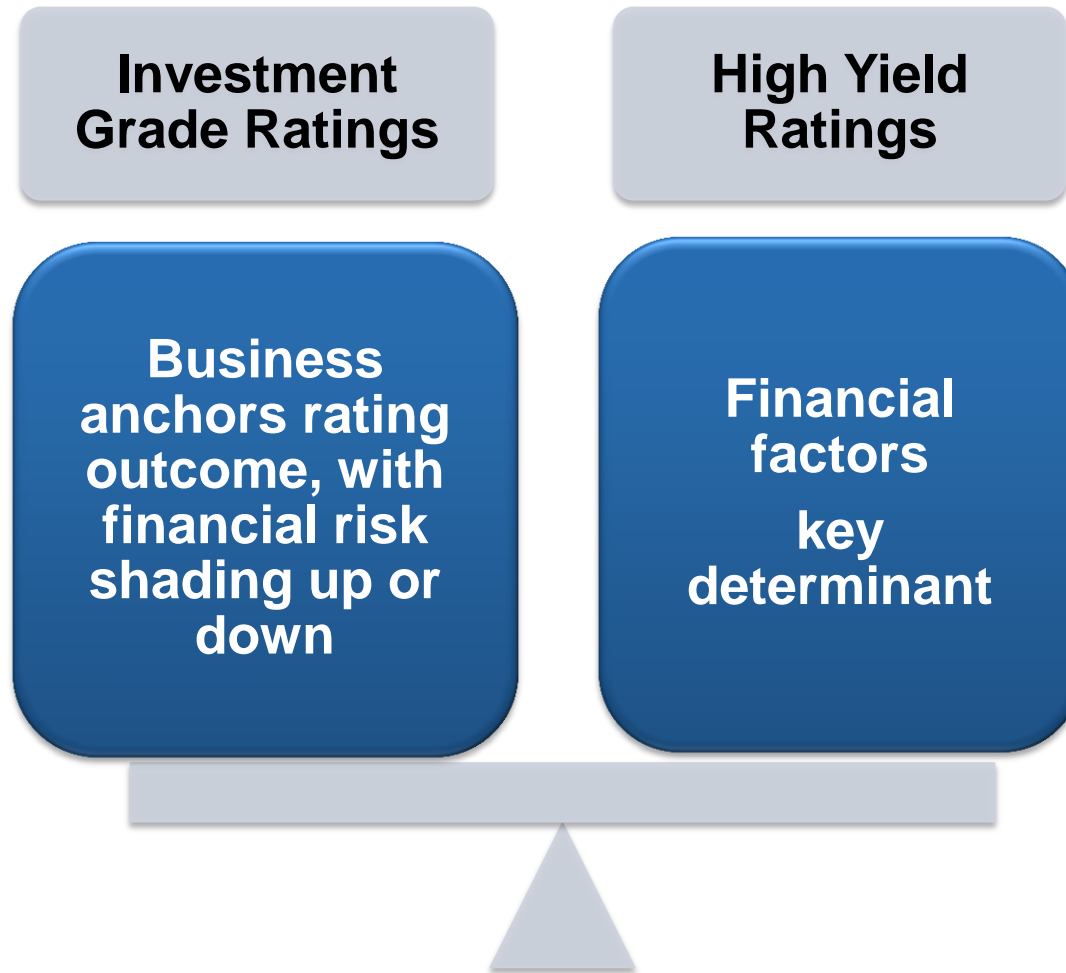 Investment
Grade Ratings
High Yield
Ratings
Business
anchors rating
outcome, with
financial risk
shading up or
down
Financial
factors
key
determinant